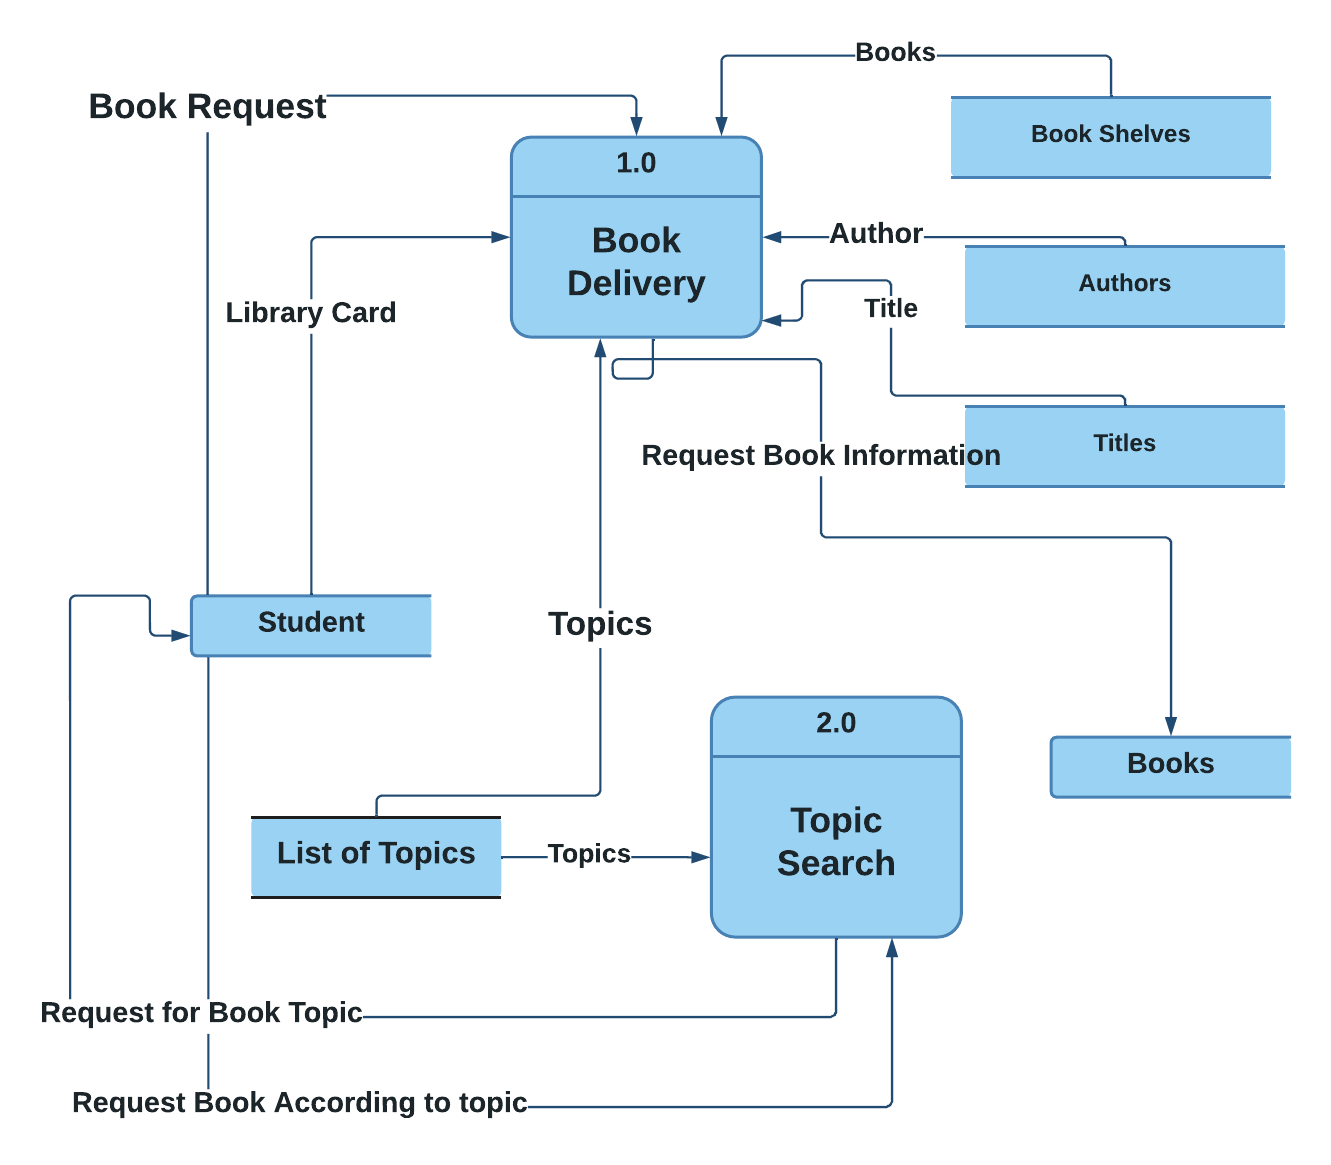 Books
Book Request
Book Shelves
1.0
Book
Delivery
Author
Authors
Title
Library Card
Titles
Request Book Information
Student
Topics
2.0
Books
Topic
Search
List of Topics
Topics
Request for Book Topic
Request Book According to topic